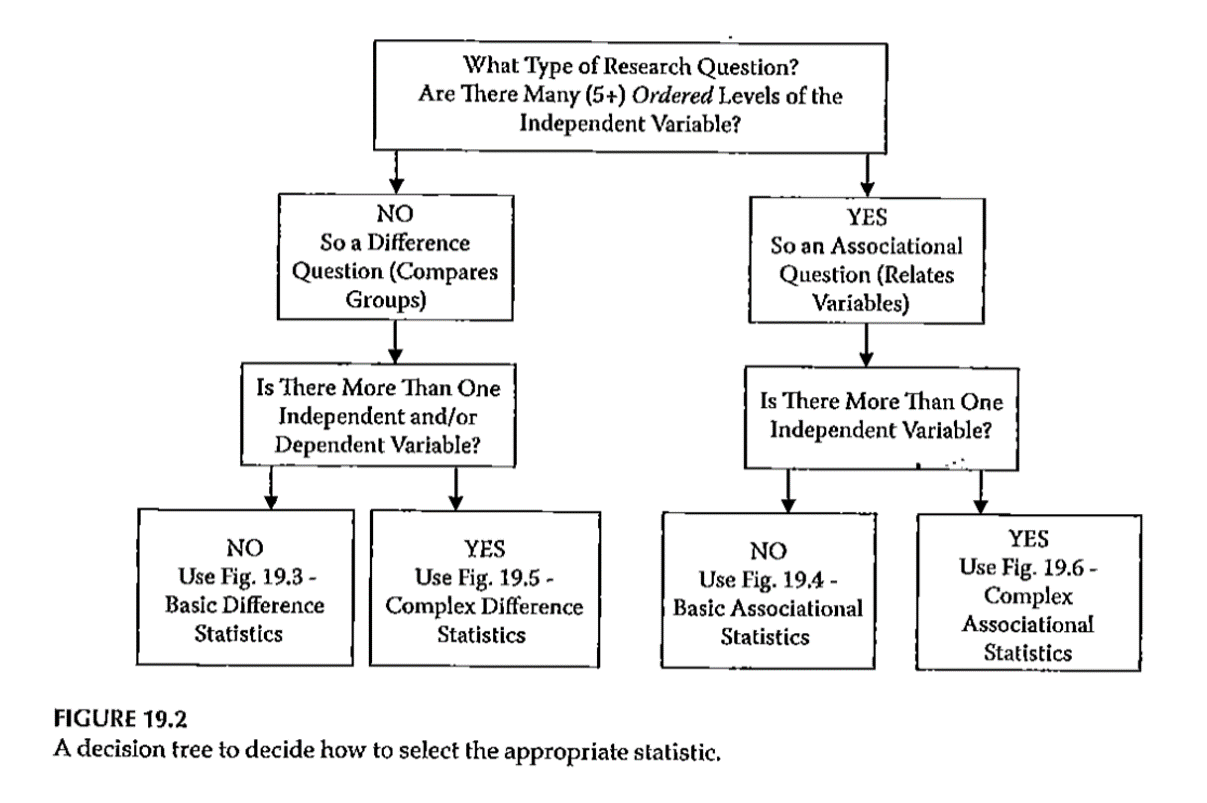 What Type of Research Question?
Are There Many (5+) Ordered Levels of the
Independent Variable?
NO
So a Difference
Question (Compares
Groups)
YES
So an Associational
Question (Relates
Variables)
Is There More Than One
Independent and/or
Dependent Variable?
Is There More Than One
Independent Variable?
NO
Use Fig. 19.3 -
Basic Difference
Statistics
YES
Use Fig. 19.5 -
Complex Difference
Statistics
NO
Use Fig. 19.4 -
Basic Associational
Statistics
YES
Use Fig. 19.6 -
Complex
Associational
Statistics
FIGURE 19.2
A decision tree to decide how to select the appropriate statistic.